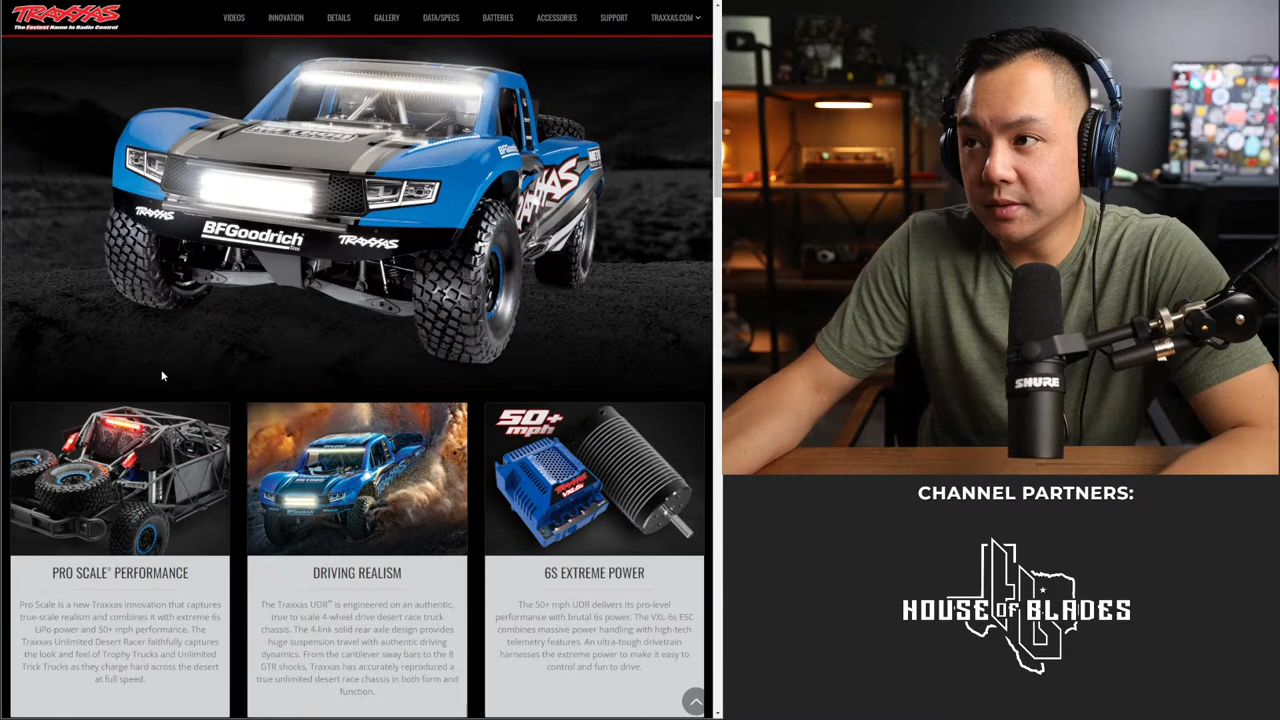 TRAXXAS
The Fastest Name in Radio Control
VIDEOS INNOVATION DETAILS GALLERY DATA/SPECS BATTERIES ACCESSORIES SUPPORT TRAXXAS.COM
BFGoodrich
TRAXXAS
TRAXXAS
BFGoodrich
TRAXXAS
50+
mph
TRAXXAS
PRO SCALE® PERFORMANCE
Pro Scale is a new Traxxas innovation that captures
true-scale realism and combines it with extreme 6s
LiPo power and 50+ mph performance. The
Traxxas Unlimited Desert Racer faithfully captures
the look and feel of Trophy Trucks and Unlimited
Trick Trucks as they charge hard across the desert
at full speed.
DRIVING REALISM
The Traxxas UDR™ is engineered on an authentic,
true to scale 4-wheel drive desert race truck
chassis. The 4-link solid rear axle design provides
huge suspension travel with authentic driving
dynamics. From the cantilever sway bars to the 8
GTR shocks, Traxxas has accurately reproduced a
true unlimited desert race chassis in both form and
function.
6S EXTREME POWER
The 50+ mph UDR delivers its pro-level
performance with brutal 6s power. The VXL-6s ESC
combines massive power handling with high-tech
telemetry features. An ultra-tough drivetrain
harnesses the extreme power to make it easy to
control and fun to drive.
SHURE
CHANNEL PARTNERS:
HOUSE of BLADES